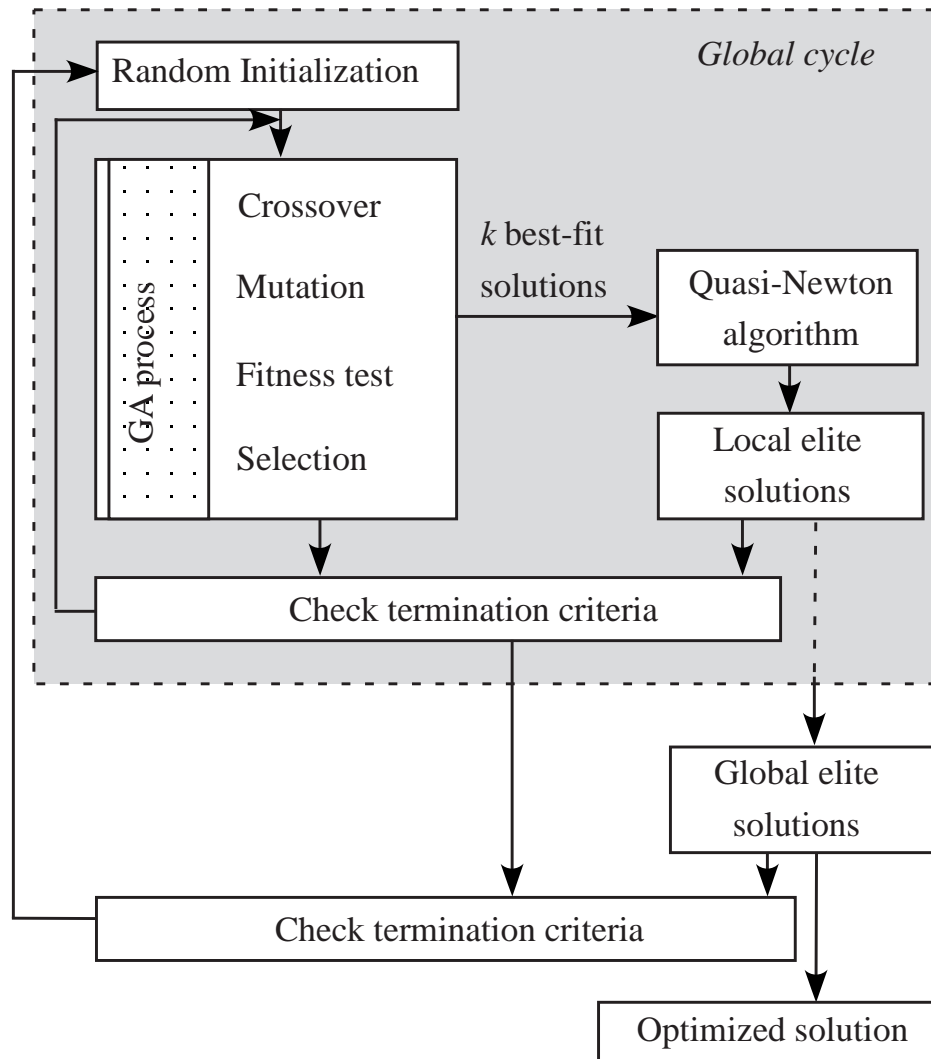 Global cycle
Random Initialization
GA process
Crossover
Mutation
Fitness test
Selection
k best-fit
solutions
Quasi-Newton
algorithm
Local elite
solutions
Check termination criteria
Global elite
solutions
Check termination criteria
Optimized solution